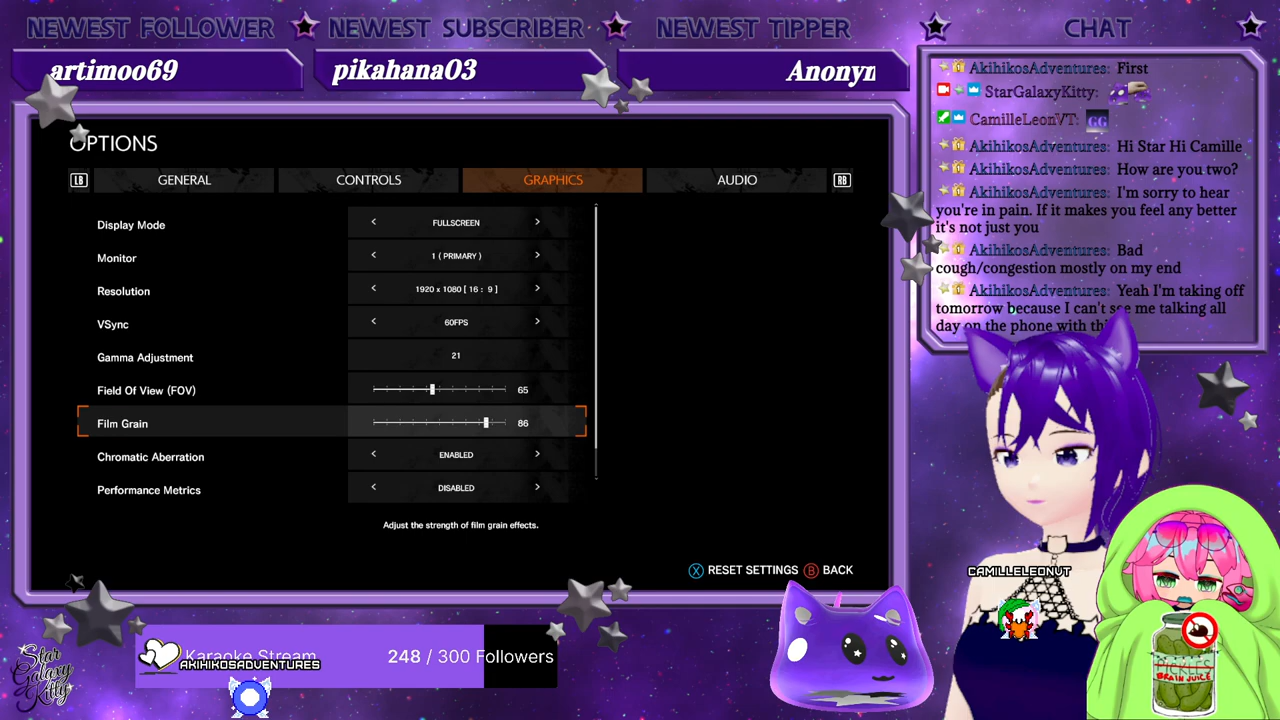 NEWEST FOLLOWER
NEWEST SUBSCRIBER
NEWEST TIPPER
CHAT
artimoo69
pikahana03
Anonyn
OPTIONS
LB
GENERAL
CONTROLS
GRAPHICS
AUDIO
RB
Display Mode
FULLSCREEN
Monitor
1 ( PRIMARY )
Resolution
1920 x 1080 [ 16 : 9 ]
VSync
60FPS
Gamma Adjustment
21
Field Of View (FOV)
65
Film Grain
86
Chromatic Aberration
ENABLED
Performance Metrics
DISABLED
Adjust the strength of film grain effects.
X RESET SETTINGS B BACK
AkihikosAdventures: First
StarGalaxyKitty:
CamilleLeonVT: GG
AkihikosAdventures: Hi Star Hi Camille
AkihikosAdventures: How are you two?
AkihikosAdventures: I'm sorry to hear
you're in pain. If it makes you feel any better
it's not just you
AkihikosAdventures: Bad
cough/congestion mostly on my end
AkihikosAdventures: Yeah I'm taking off
tomorrow because I can't see me talking all
day on the phone with thi
CAMILLELEONVT
PICKLES
BRAIN JUICE
Star
Galaxy
Kitty
Karaoke Stream
248 / 300 Followers
AKIHIKOSADVENTURES